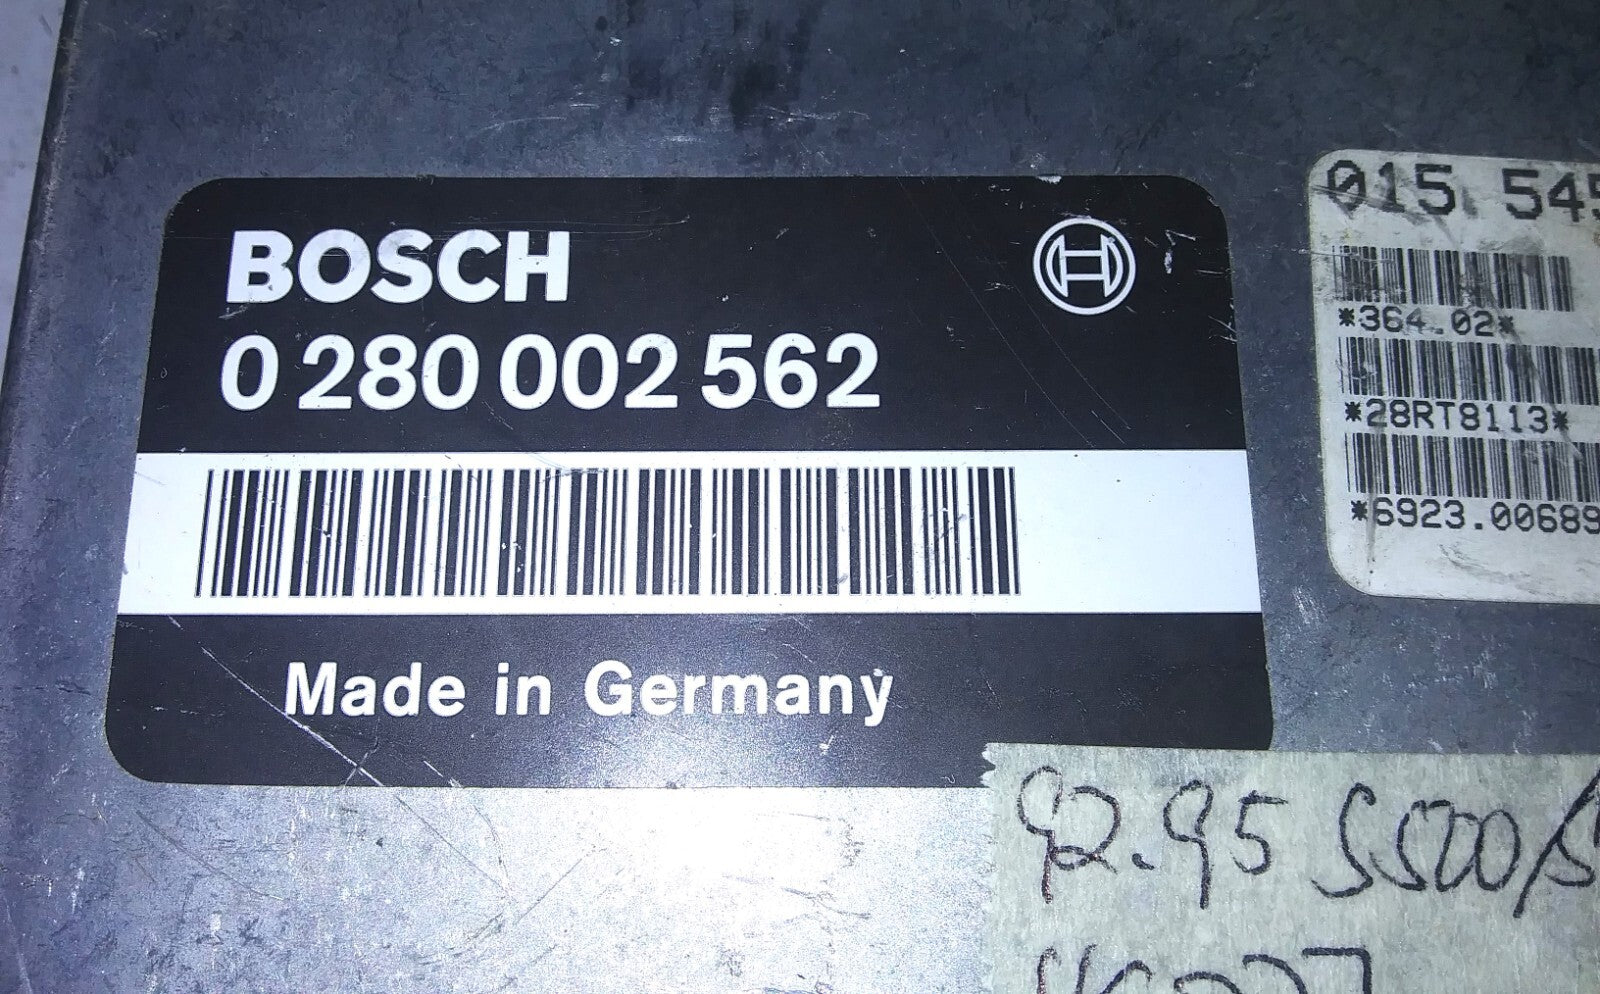 BOSCH
0 280 002 562
Made in Germany
015 545
*364.02*
*28RT8113*
*6923.00689
92.95 S500/S